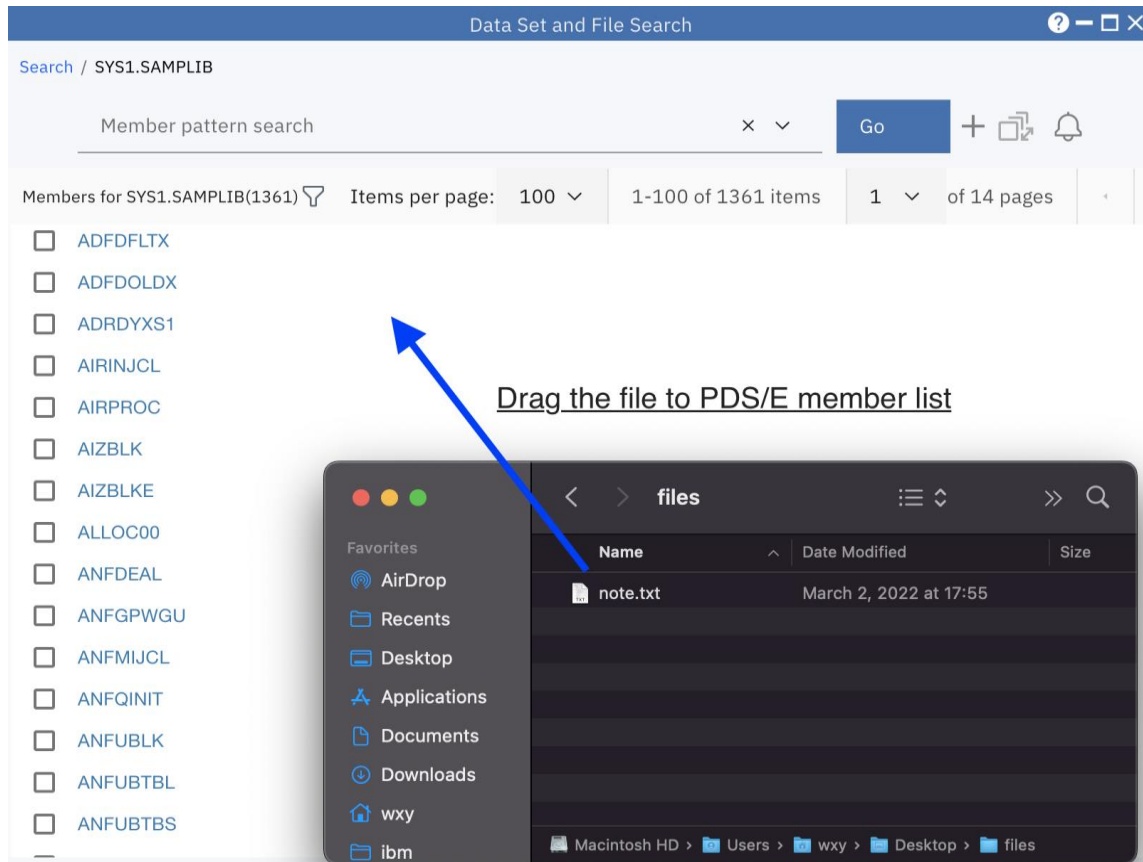 Data Set and File Search
Search / SYS1.SAMPLIB
Member pattern search
Go
Members for SYS1.SAMPLIB(1361) Items per page: 100 1-100 of 1361 items 1 of 14 pages
ADFDFLTX
ADFDOLDX
ADRDYXS1
AIRINJCL
AIRPROC
AIZBLK
AIZBLKE
ALLOC00
ANFDEAL
ANFGPWGU
ANFMIJCL
ANFQINIT
ANFUBLK
ANFUBTBL
ANFUBTBS
Drag the file to PDS/E member list
files
Favorites
AirDrop
Recents
Desktop
Applications
Documents
Downloads
wxy
ibm
Name Date Modified Size
note.txt March 2, 2022 at 17:55
Macintosh HD › Users › wxy › Desktop › files